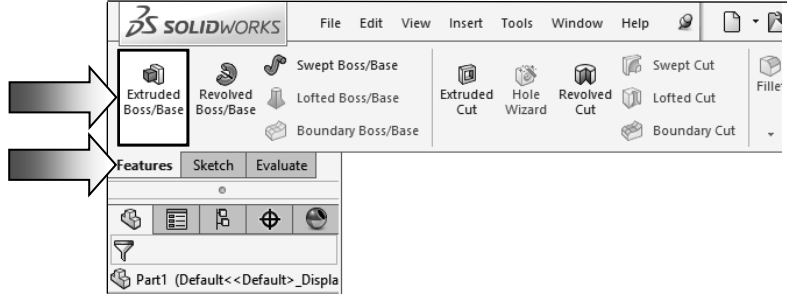 SOLIDWORKS File Edit View Insert Tools Window Help
Extruded Boss/Base
Revolved Boss/Base
Swept Boss/Base
Lofted Boss/Base
Boundary Boss/Base
Extruded Cut
Hole Wizard
Revolved Cut
Swept Cut
Lofted Cut
Boundary Cut
Fille
Features Sketch Evaluate
Part1 (Default<<Default>_Displa